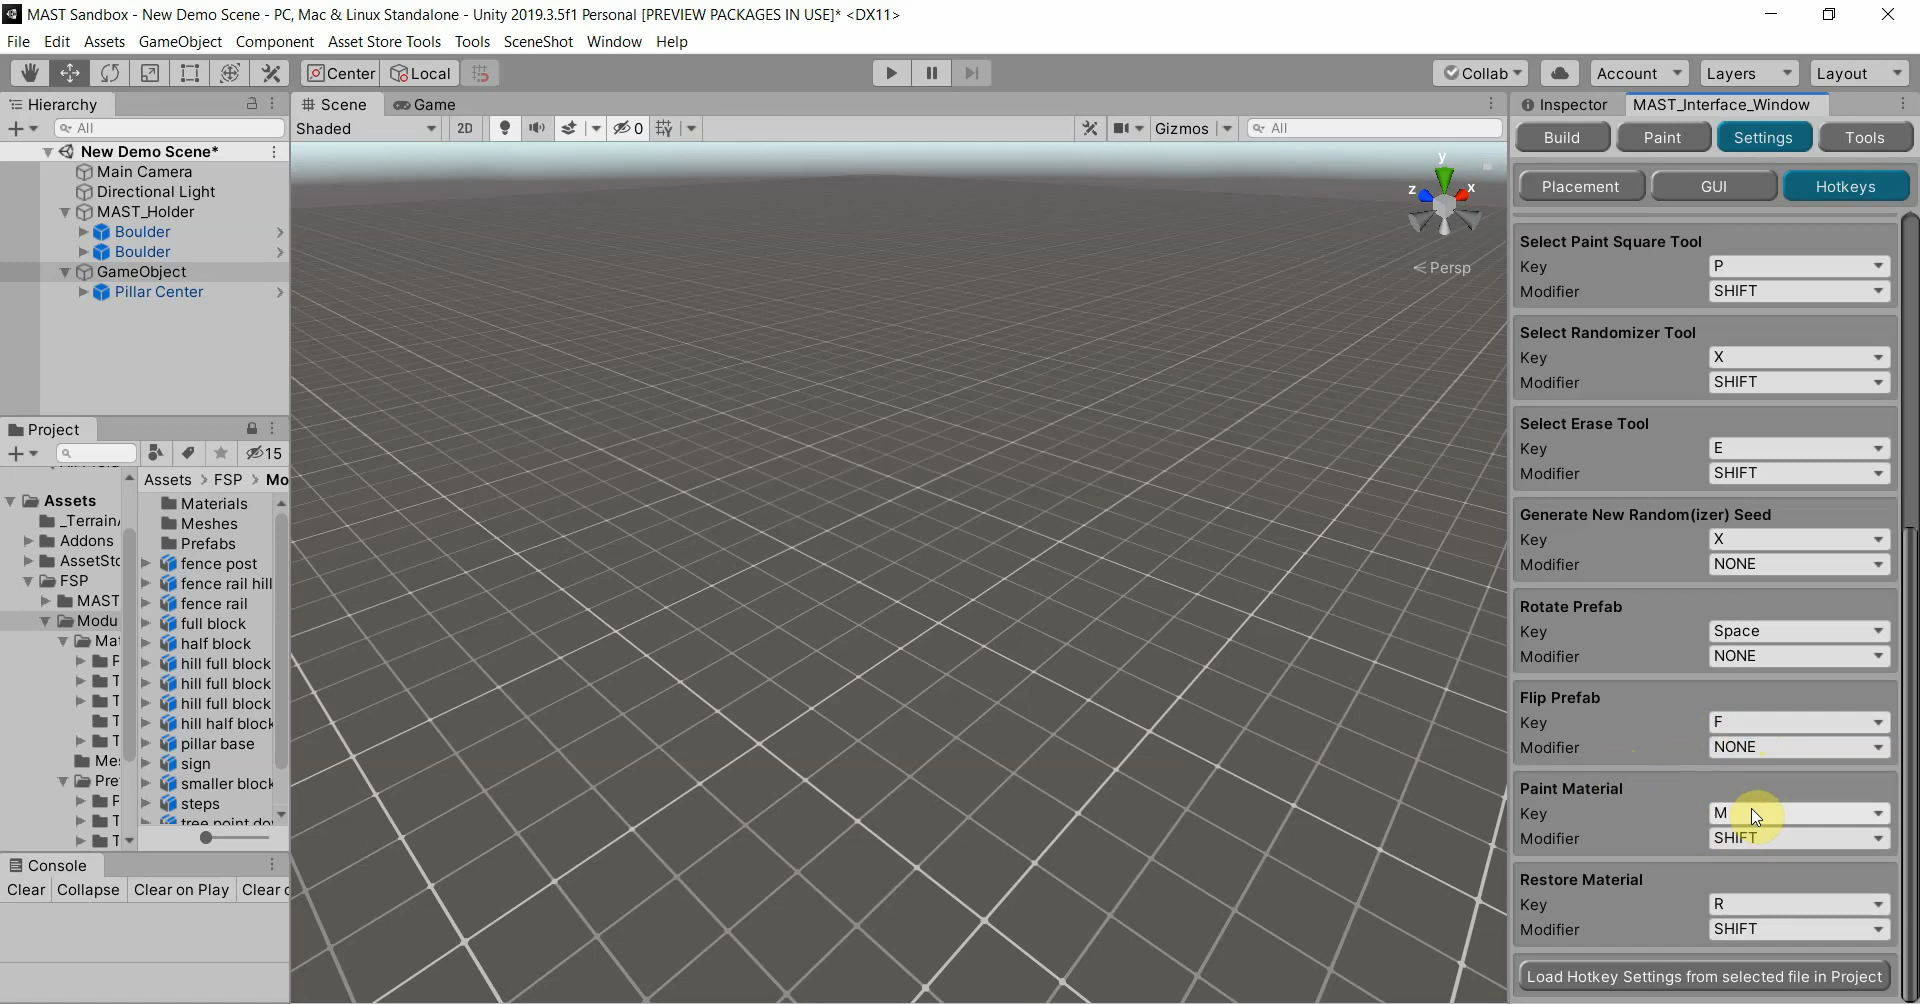 MAST Sandbox - New Demo Scene - PC, Mac & Linux Standalone - Unity 2019.3.5f1 Personal [PREVIEW PACKAGES IN USE]* <DX11>
File Edit Assets GameObject Component Asset Store Tools Tools SceneShot Window Help
Center Local Collab Account Layers Layout
Hierarchy
All
New Demo Scene*
Main Camera
Directional Light
MAST_Holder
Boulder
Boulder
GameObject
Pillar Center
Project
15
Assets
_Terrain
Addons
AssetSto
FSP
MAST
Modu
Mat
P
T
T
T
T
Mes
Pre
P
T
T
Assets > FSP > Mo
Materials
Meshes
Prefabs
fence post
fence rail hill
fence rail
full block
half block
hill full block
hill full block
hill full block
hill half block
pillar base
sign
smaller block
steps
Console
Clear Collapse Clear on Play Clear
Scene Game
Shaded 2D 0 Gizmos All
y
z x
Persp
Inspector MAST_Interface_Window
Build Paint Settings Tools
Placement GUI Hotkeys
Select Paint Square Tool
Key P
Modifier SHIFT
Select Randomizer Tool
Key X
Modifier SHIFT
Select Erase Tool
Key E
Modifier SHIFT
Generate New Random(izer) Seed
Key X
Modifier NONE
Rotate Prefab
Key Space
Modifier NONE
Flip Prefab
Key F
Modifier NONE
Paint Material
Key M
Modifier SHIFT
Restore Material
Key R
Modifier SHIFT
Load Hotkey Settings from selected file in Project